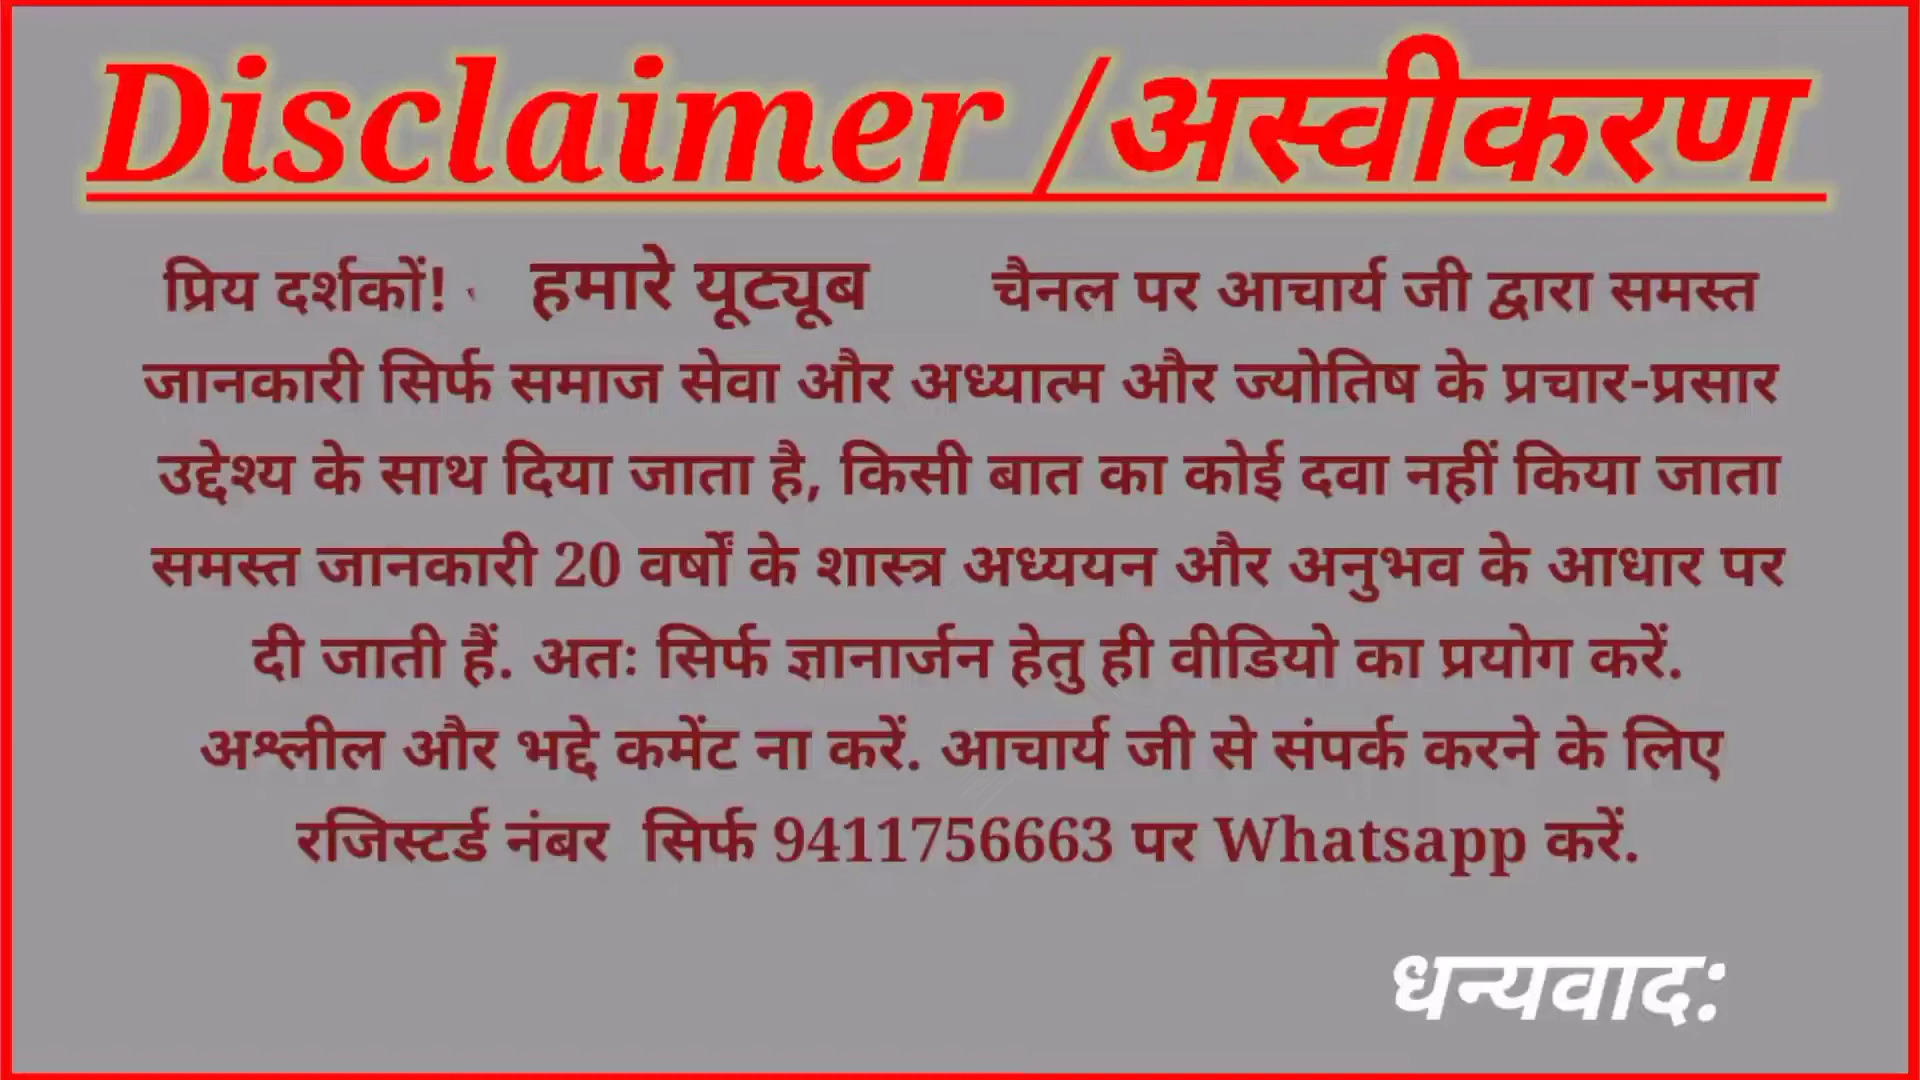 Disclaimer /अस्वीकरण
प्रिय दर्शकों! हमारे यूट्यूब चैनल पर आचार्य जी द्वारा समस्त
जानकारी सिर्फ समाज सेवा और अध्यात्म और ज्योतिष के प्रचार-प्रसार
उद्देश्य के साथ दिया जाता है, किसी बात का कोई दवा नहीं किया जाता
समस्त जानकारी 20 वर्षों के शास्त्र अध्ययन और अनुभव के आधार पर
दी जाती हैं. अतः सिर्फ ज्ञानार्जन हेतु ही वीडियो का प्रयोग करें.
अश्लील और भद्दे कमेंट ना करें. आचार्य जी से संपर्क करने के लिए
रजिस्टर्ड नंबर सिर्फ 9411756663 पर Whatsapp करें.
धन्यवाद: